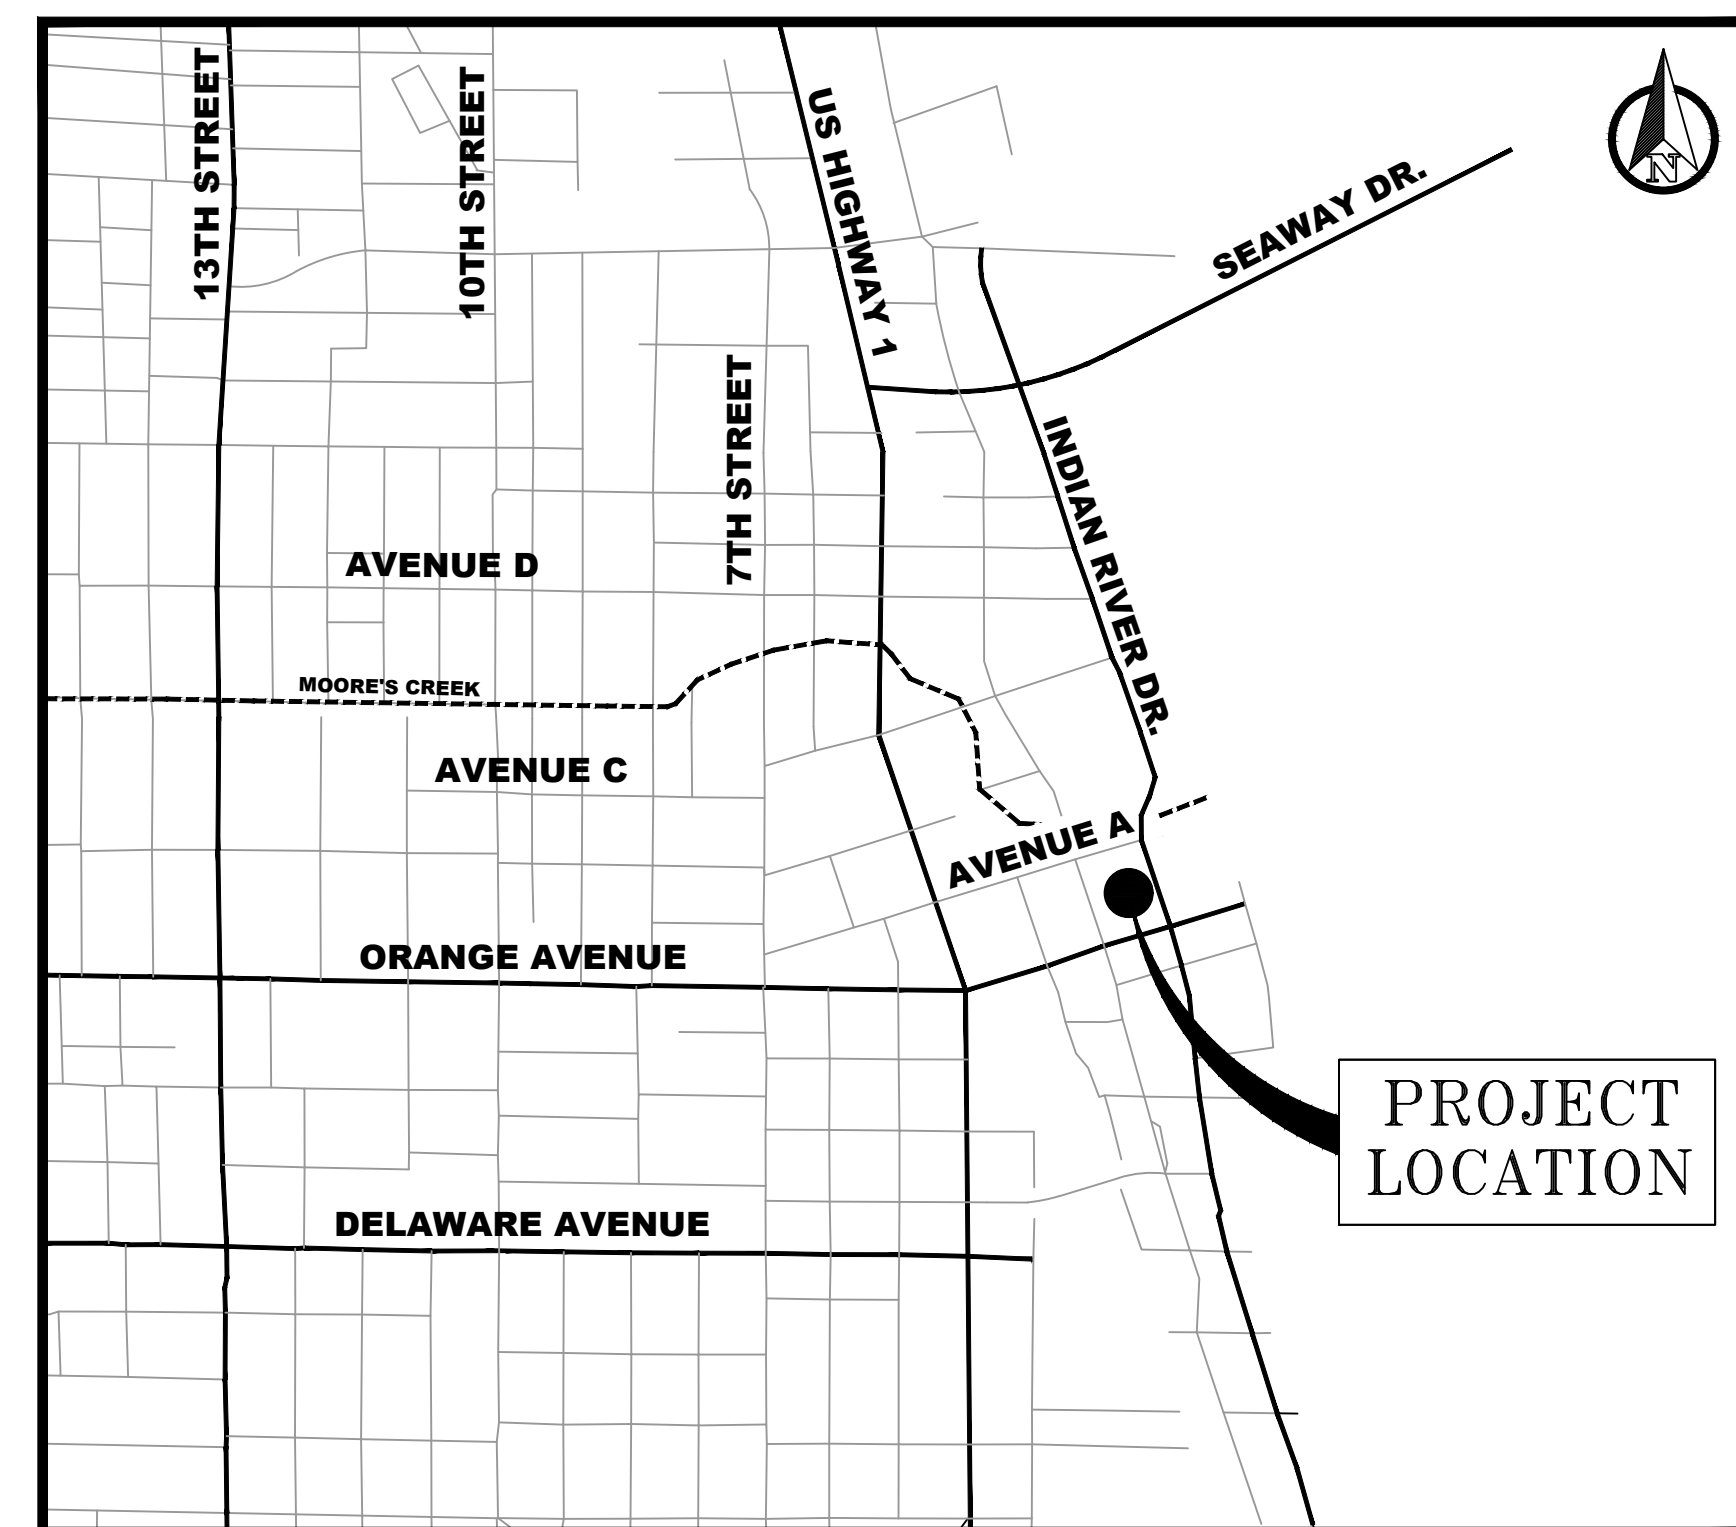 13TH STREET
10TH STREET
US HIGHWAY 1
N
SEAWAY DR.
7TH STREET
INDIAN RIVER DR.
AVENUE D
MOORE'S CREEK
AVENUE C
AVENUE A
ORANGE AVENUE
PROJECT
LOCATION
DELAWARE AVENUE